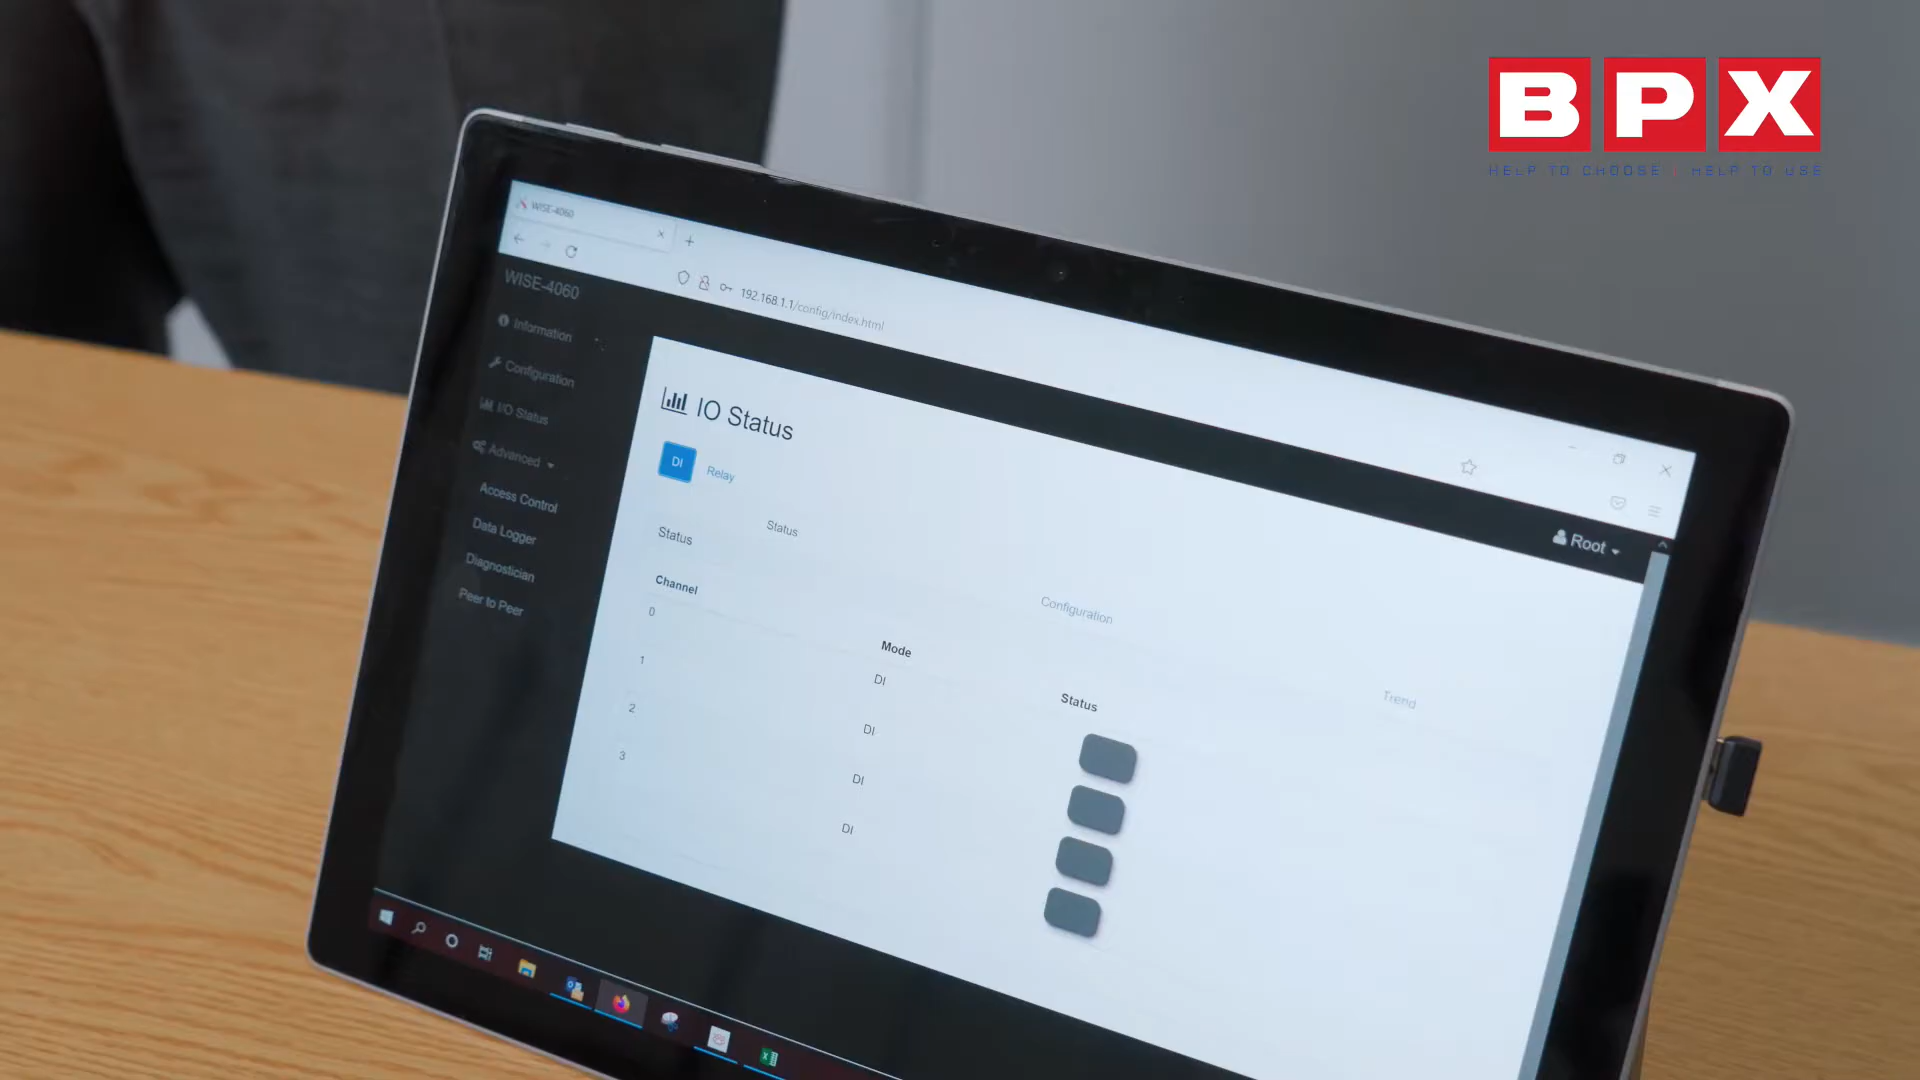 BPX
HELP TO CHOOSE | HELP TO USE
WISE-4060
192.168.1.1/config/index.html
WISE-4060
Root
Information
Configuration
I/O Status
Advanced
Access Control
Data Logger
Diagnostician
Peer to Peer
IO Status
DI Relay
Status Status Configuration Trend
Channel Mode Status
0 DI
1 DI
2 DI
3 DI